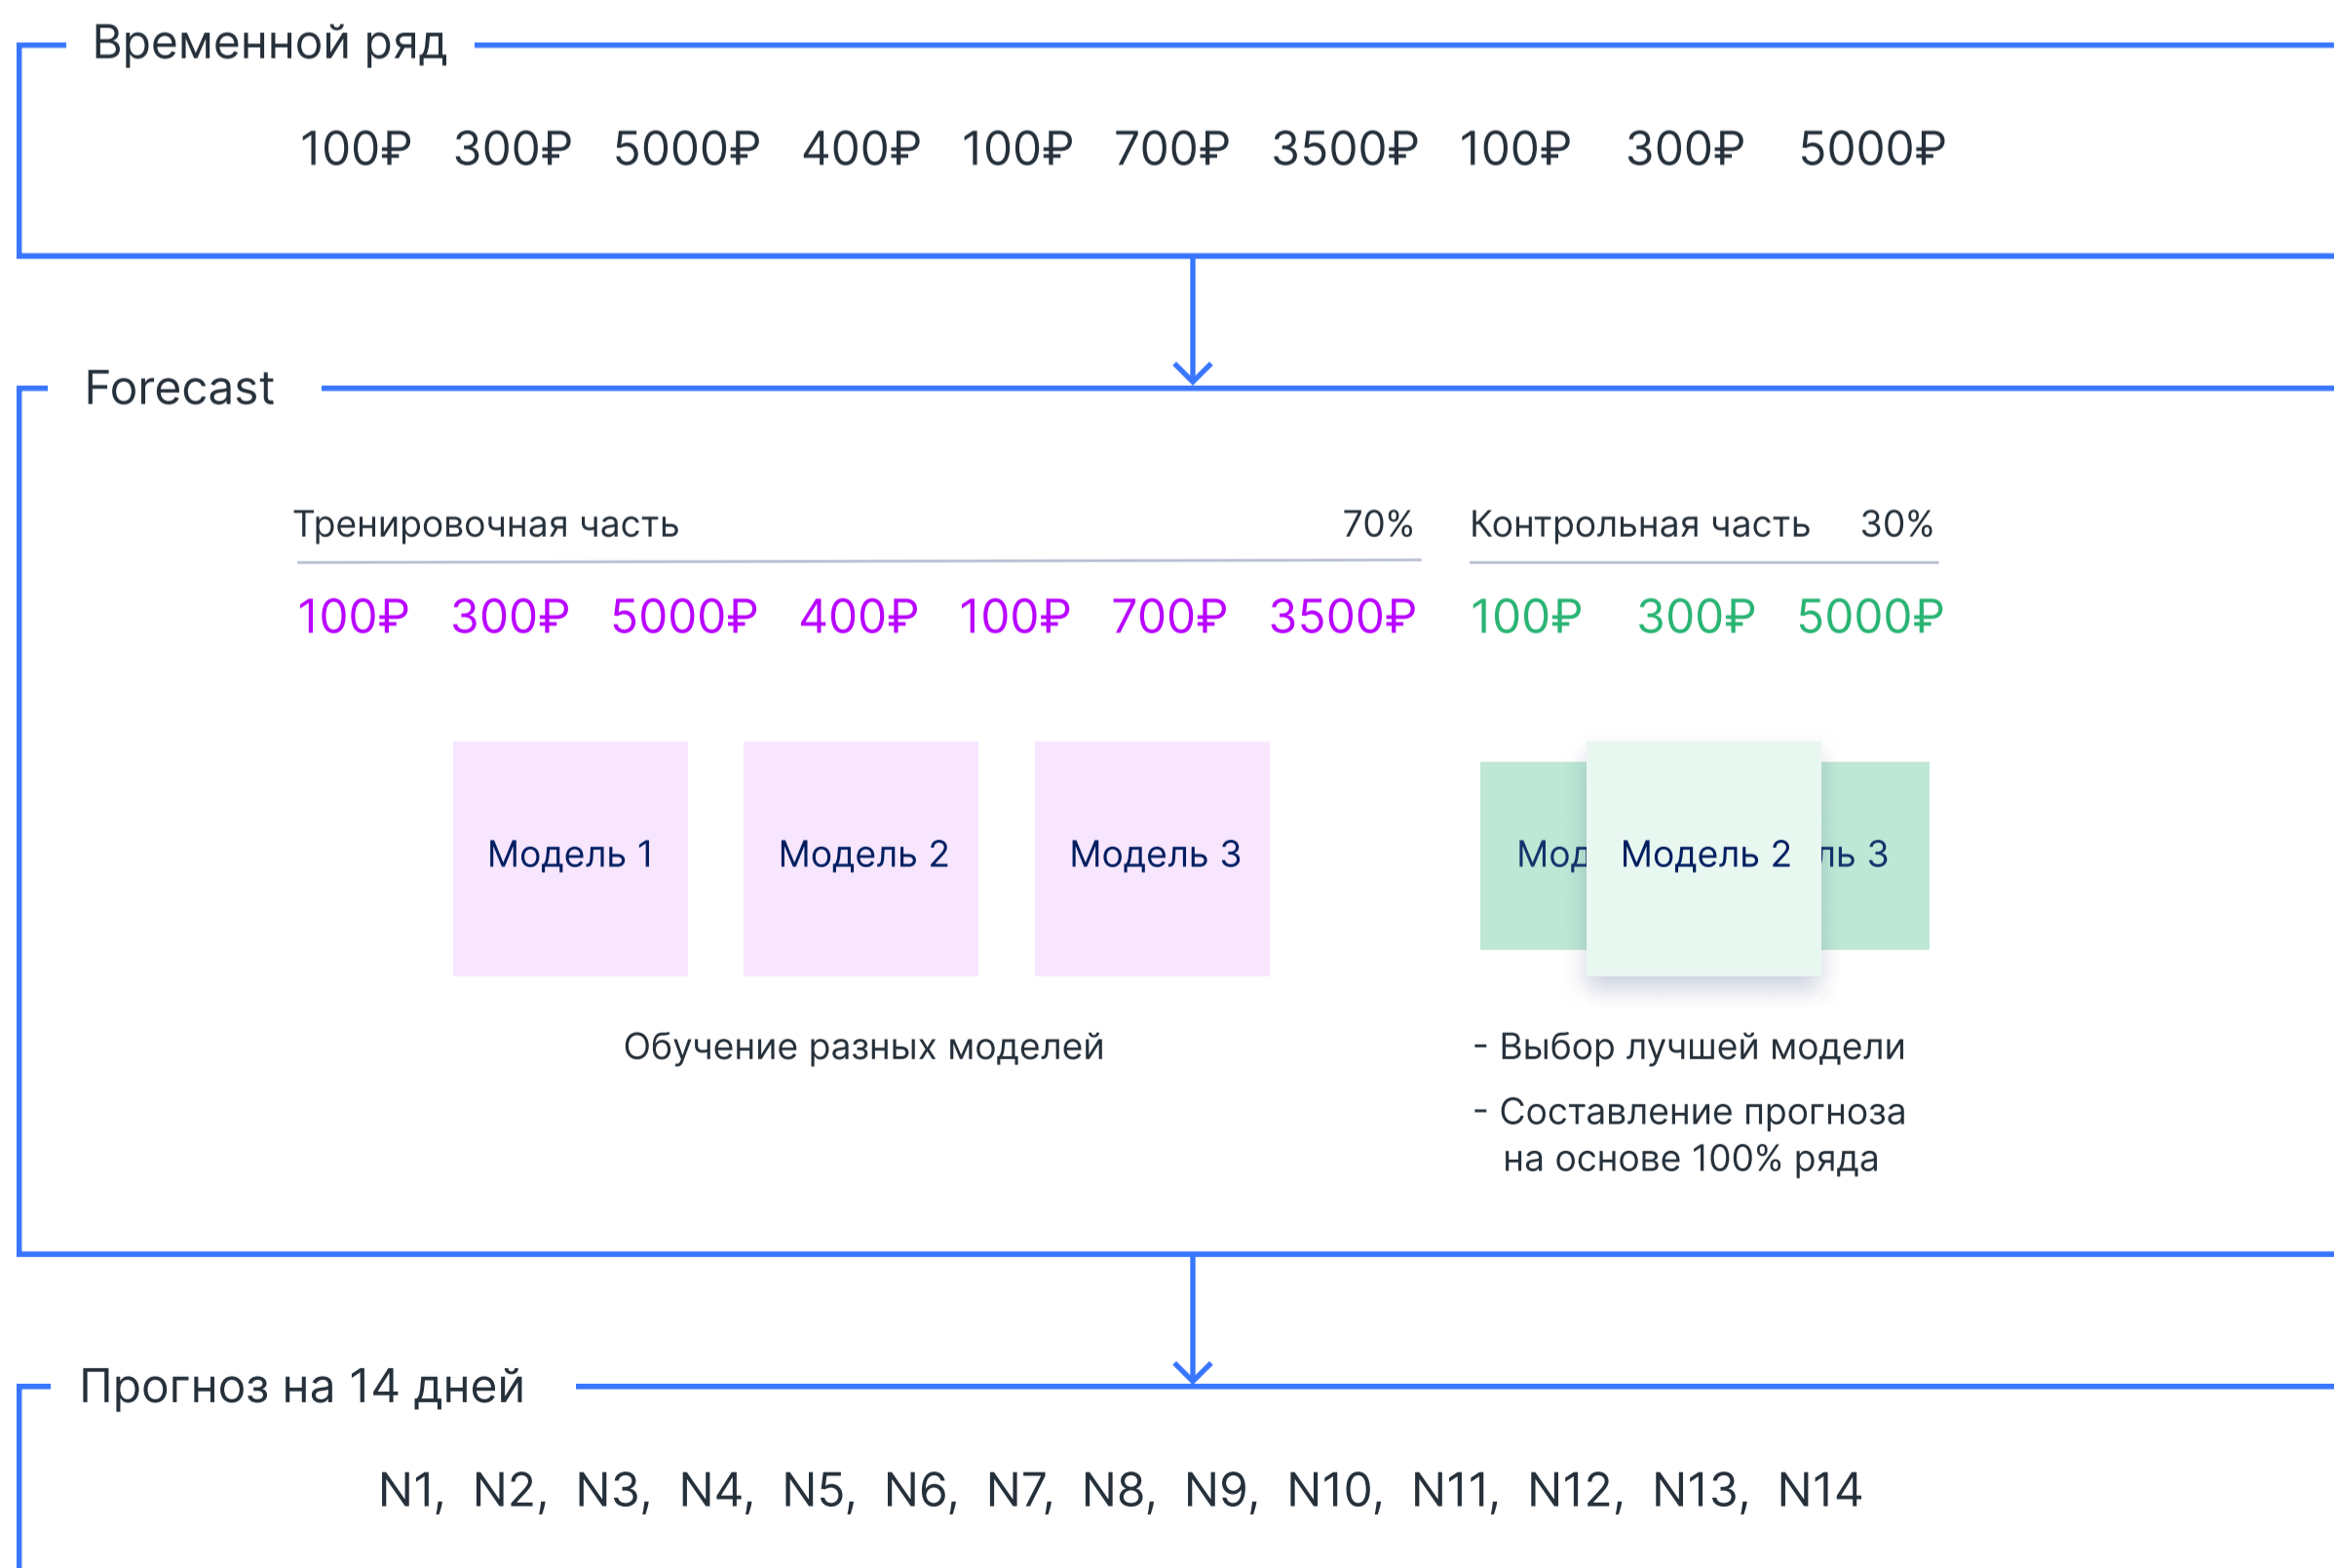 Временной ряд
100₽ 300₽ 5000₽ 400₽ 100₽ 700₽ 3500₽ 100₽ 300₽ 5000₽
Forecast
Тренировочная часть 70% Контрольная часть 30%
100₽ 300₽ 5000₽ 400₽ 100₽ 700₽ 3500₽ 100₽ 300₽ 5000₽
Модель 1 Модель 2 Модель 3 Мод Модель 2 ль 3
Обучение разных моделей
- Выбор лучшей модели
- Составление прогноза
на основе 100% ряда
Прогноз на 14 дней
N1, N2, N3, N4, N5, N6, N7, N8, N9, N10, N11, N12, N13, N14